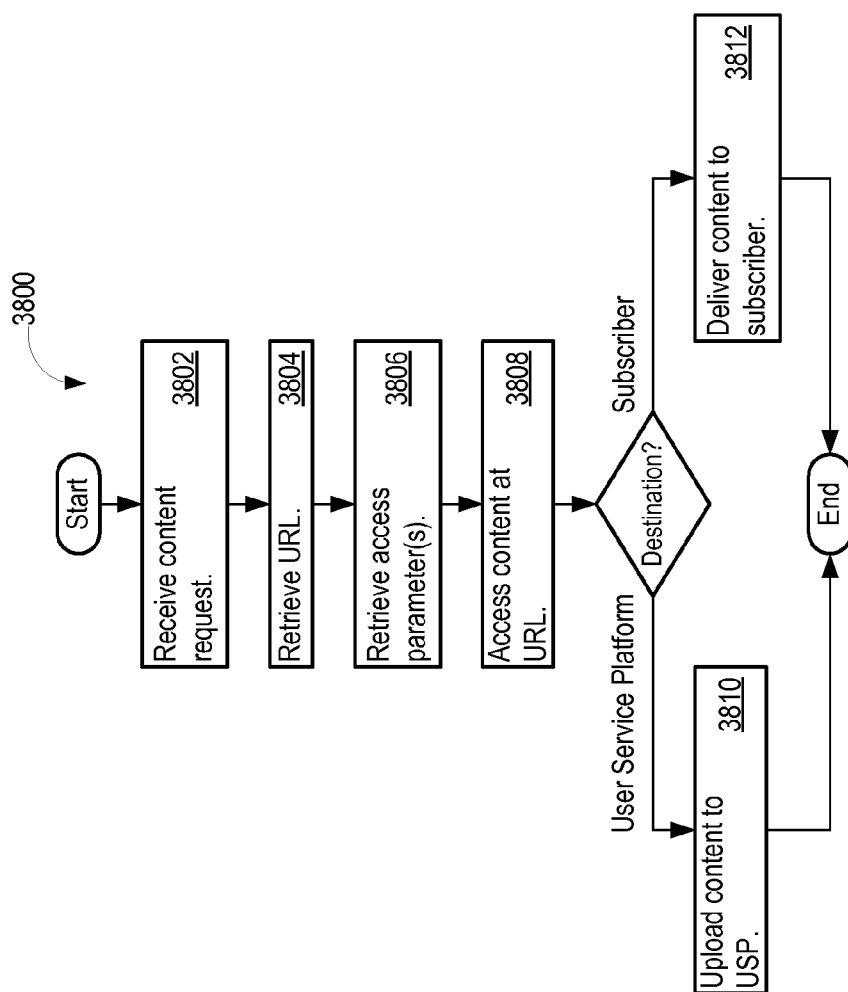 3800
Start
Receive content
request.
3802
Retrieve URL.
3804
Retrieve access
parameter(s).
3806
Access content at
URL.
3808
Destination?
User Service Platform
Subscriber
Upload content to
USP.
3810
Deliver content to
subscriber.
3812
End